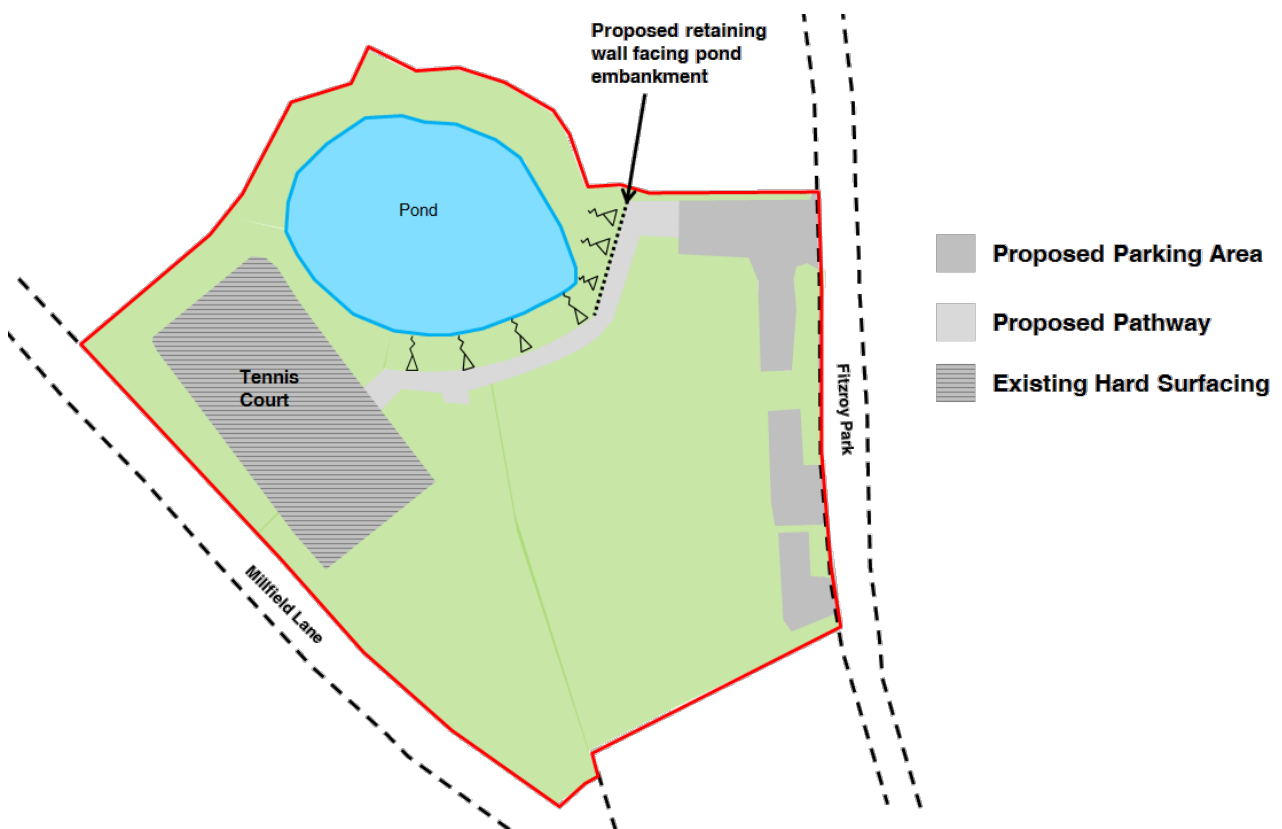 Proposed retaining
wall facing pond
embankment
Pond
Tennis
Court
Fitzroy Park
Millfield Lane
Proposed Parking Area
Proposed Pathway
Existing Hard Surfacing